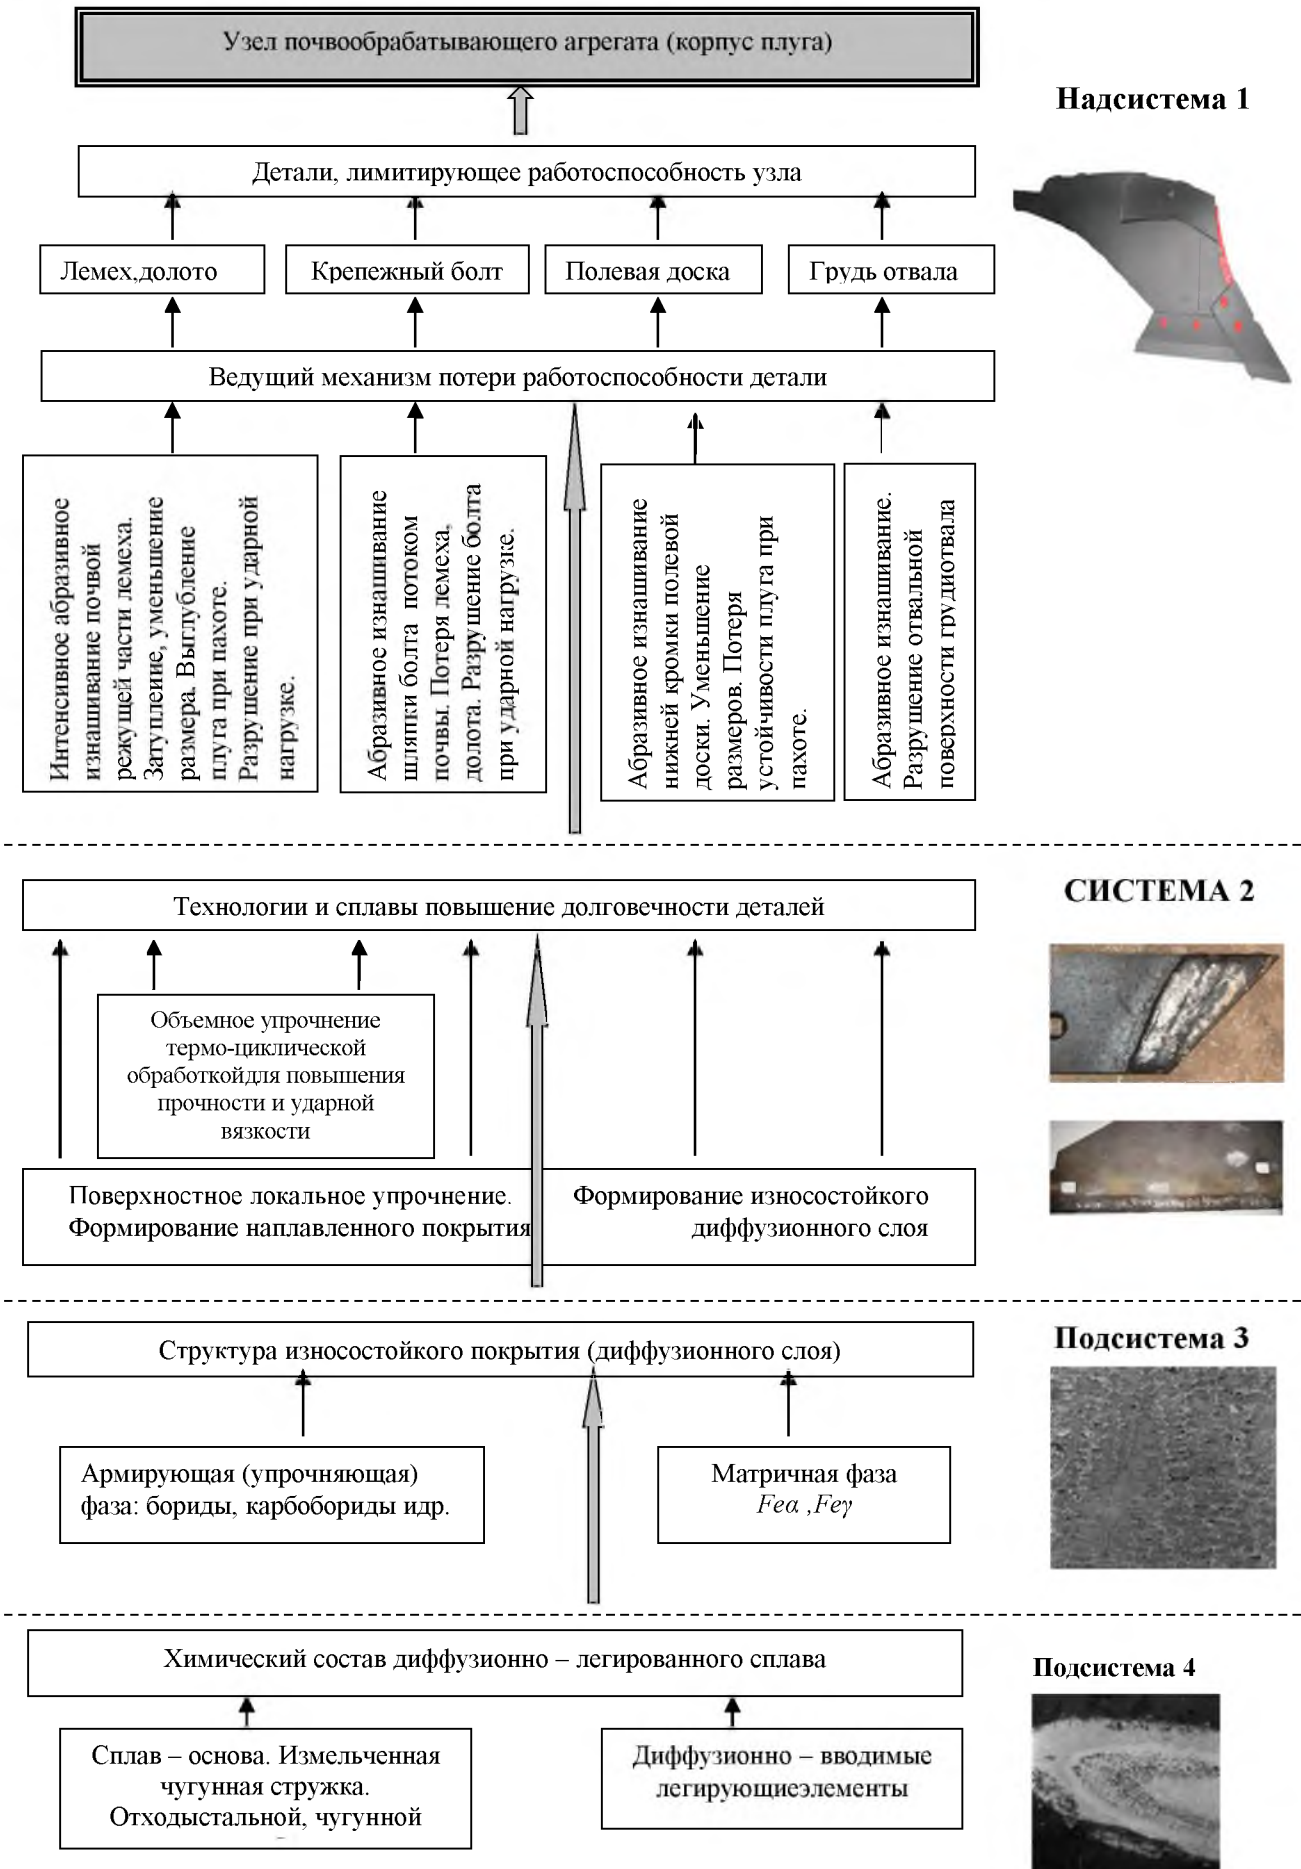 Узел почвообрабатывающего агрегата (корпус плуга)
Надсистема 1
Детали, лимитирующее работоспособность узла
Лемех,долото
Крепежный болт
Полевая доска
Грудь отвала
Ведущий механизм потери работоспособности детали
Интенсивное абразивное
изнашивание почвой
режущей части лемеха.
Затупление, уменьшение
размера. Выглубление
плуга при пахоте.
Разрушение при ударной
нагрузке.
Абразивное изнашивание
шляпки болта потоком
почвы. Потеря лемеха,
долота. Разрушение болта
при ударной нагрузке.
Абразивное изнашивание
нижней кромки полевой
доски. Уменьшение
размеров. Потеря
устойчивости плуга при
пахоте.
Абразивное изнашивание.
Разрушение отвальной
поверхности грудиотвала
СИСТЕМА 2
Технологии и сплавы повышение долговечности деталей
Объемное упрочнение
термо-циклической
обработкойдля повышения
прочности и ударной
вязкости
Поверхностное локальное упрочнение.
Формирование наплавленного покрытия
Формирование износостойкого
диффузионного слоя
Подсистема 3
Структура износостойкого покрытия (диффузионного слоя)
Армирующая (упрочняющая)
фаза: бориды, карбобориды идр.
Матричная фаза
Feα ,Feγ
Химический состав диффузионно – легированного сплава
Подсистема 4
Сплав – основа. Измельченная
чугунная стружка.
Отходыстальной, чугунной
Диффузионно – вводимые
легирующиеэлементы